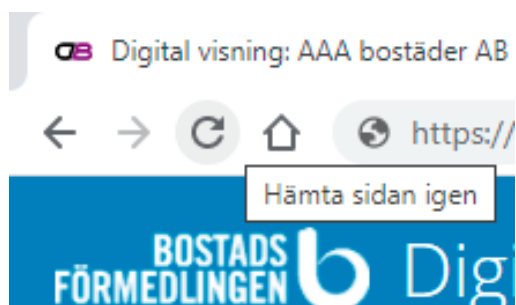 Digital visning: AAA bostäder AB
https://
Hämta sidan igen
BOSTADS
FÖRMEDLINGEN
Digi